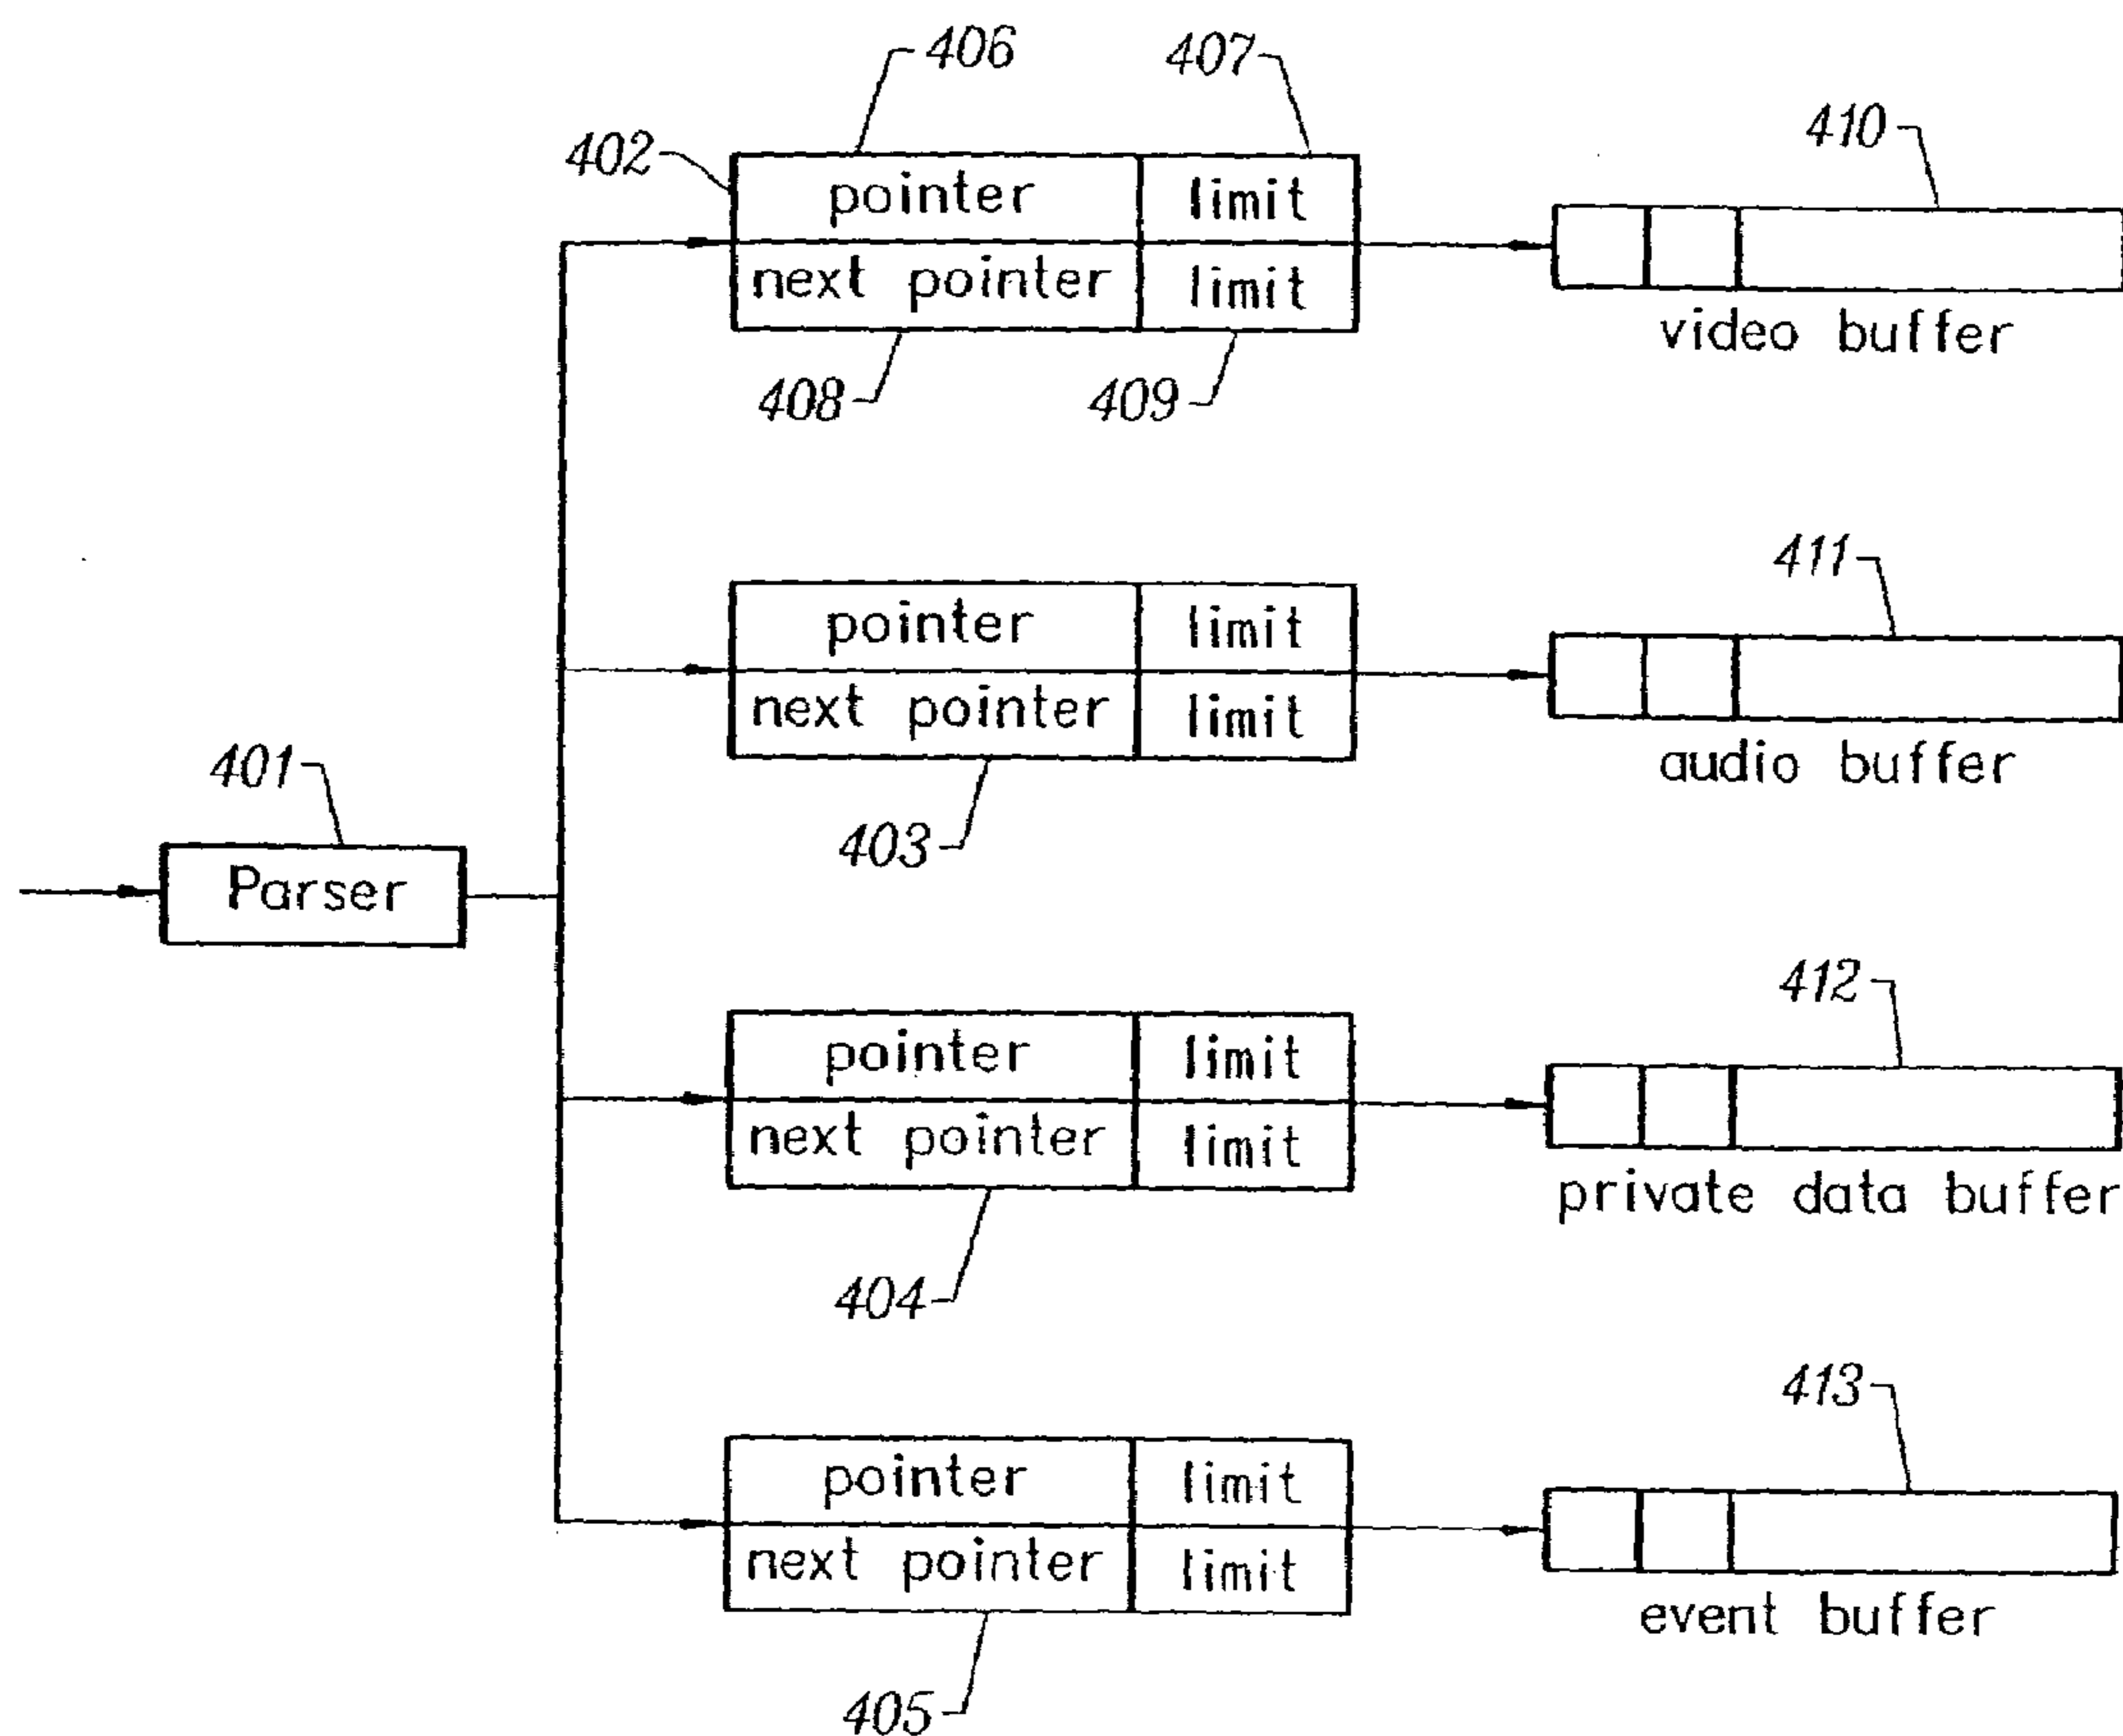 406
407
402
410
pointer limit
next pointer limit
video buffer
408
409
411
pointer limit
next pointer limit
audio buffer
401
403
Parser
412
pointer limit
next pointer limit
private data buffer
404
413
pointer limit
next pointer limit
event buffer
405